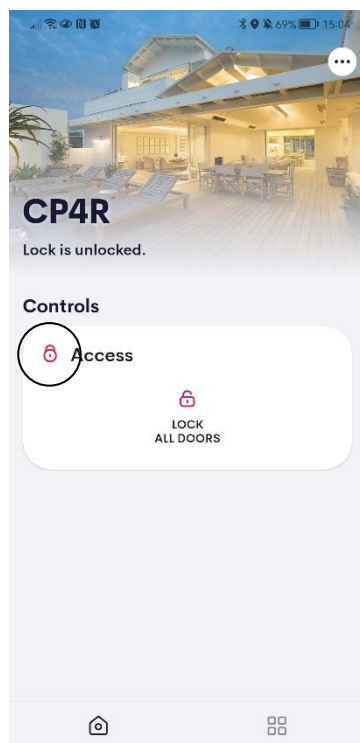 69% 15:04
CP4R
Lock is unlocked.
Controls
Access
LOCK
ALL DOORS